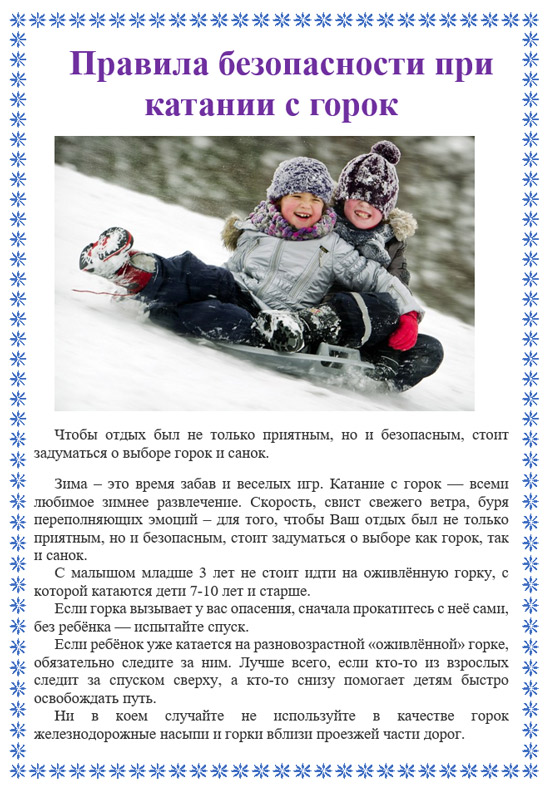 Правила безопасности при
катании с горок
Чтобы отдых был не только приятным, но и безопасным, стоит
задуматься о выборе горок и санок.
Зима – это время забав и веселых игр. Катание с горок — всеми
любимое зимнее развлечение. Скорость, свист свежего ветра, буря
переполняющих эмоций – для того, чтобы Ваш отдых был не только
приятным, но и безопасным, стоит задуматься о выборе как горок, так
и санок.
С малышом младше 3 лет не стоит идти на оживлённую горку, с
которой катаются дети 7-10 лет и старше.
Если горка вызывает у вас опасения, сначала прокатитесь с неё сами,
без ребёнка — испытайте спуск.
Если ребёнок уже катается на разновозрастной «оживлённой» горке,
обязательно следите за ним. Лучше всего, если кто-то из взрослых
следит за спуском сверху, а кто-то снизу помогает детям быстро
освобождать путь.
Ни в коем случайте не используйте в качестве горок
железнодорожные насыпи и горки вблизи проезжей части дорог.